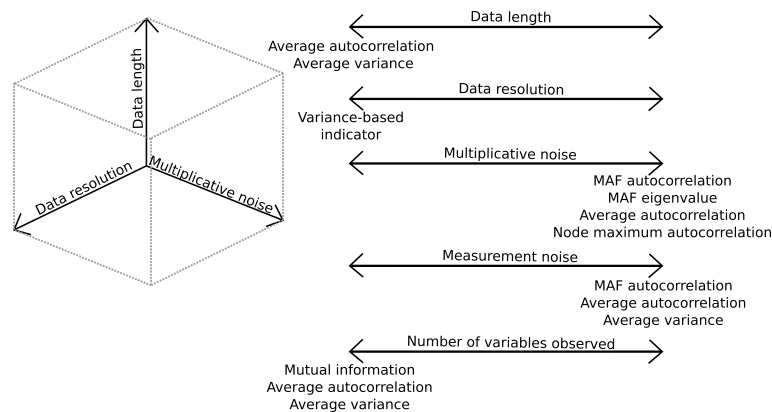 Data length
Data resolution
Multiplicative noise
Data length
Average autocorrelation
Average variance
Data resolution
Variance-based
indicator
Multiplicative noise
MAF autocorrelation
MAF eigenvalue
Average autocorrelation
Node maximum autocorrelation
Measurement noise
MAF autocorrelation
Average autocorrelation
Average variance
Number of variables observed
Mutual information
Average autocorrelation
Average variance